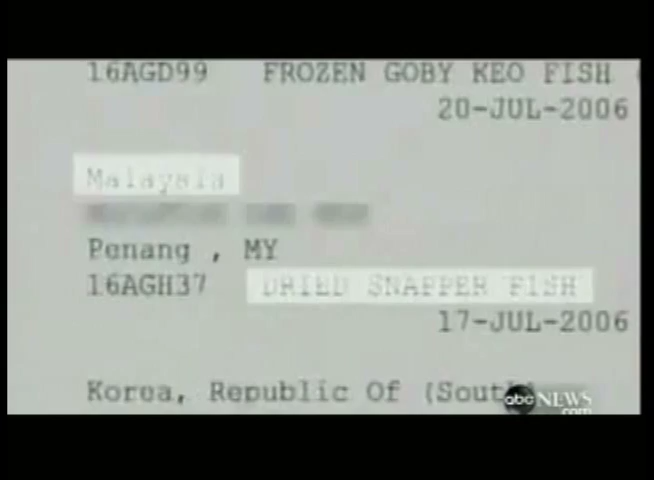 16AGD99 FROZEN GOBY KEO FISH (
20-JUL-2006
Malaysia
Penang , MY
16AGH37 DRIED SNAPPER FISH
17-JUL-2006
Korea, Republic Of (South
abc NEWS
.com